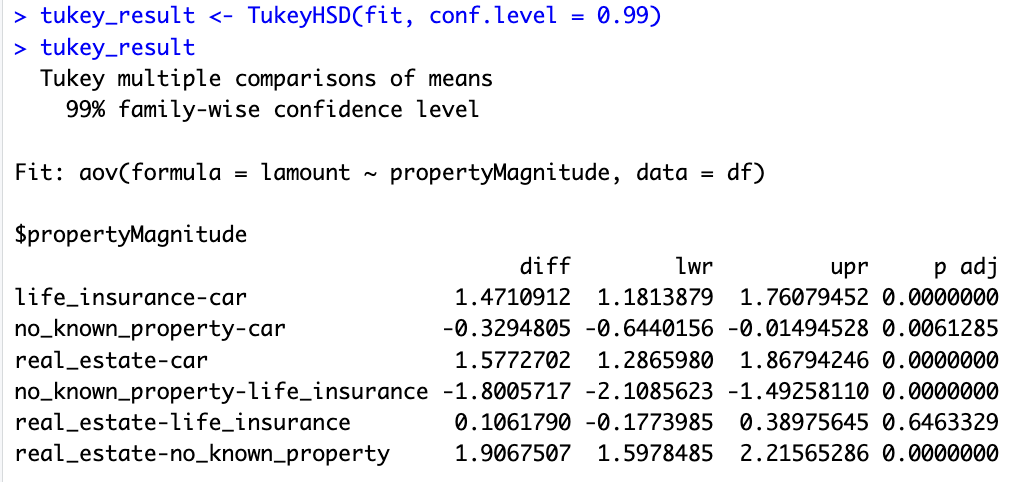 > tukey_result <- TukeyHSD(fit, conf.level = 0.99)
> tukey_result
  Tukey multiple comparisons of means
    99% family-wise confidence level

Fit: aov(formula = lamount ~ propertyMagnitude, data = df)

$propertyMagnitude
                                       diff        lwr         upr     p adj
life_insurance-car                1.4710912  1.1813879  1.76079452 0.0000000
no_known_property-car            -0.3294805 -0.6440156 -0.01494528 0.0061285
real_estate-car                   1.5772702  1.2865980  1.86794246 0.0000000
no_known_property-life_insurance -1.8005717 -2.1085623 -1.49258110 0.0000000
real_estate-life_insurance        0.1061790 -0.1773985  0.38975645 0.6463329
real_estate-no_known_property     1.9067507  1.5978485  2.21565286 0.0000000